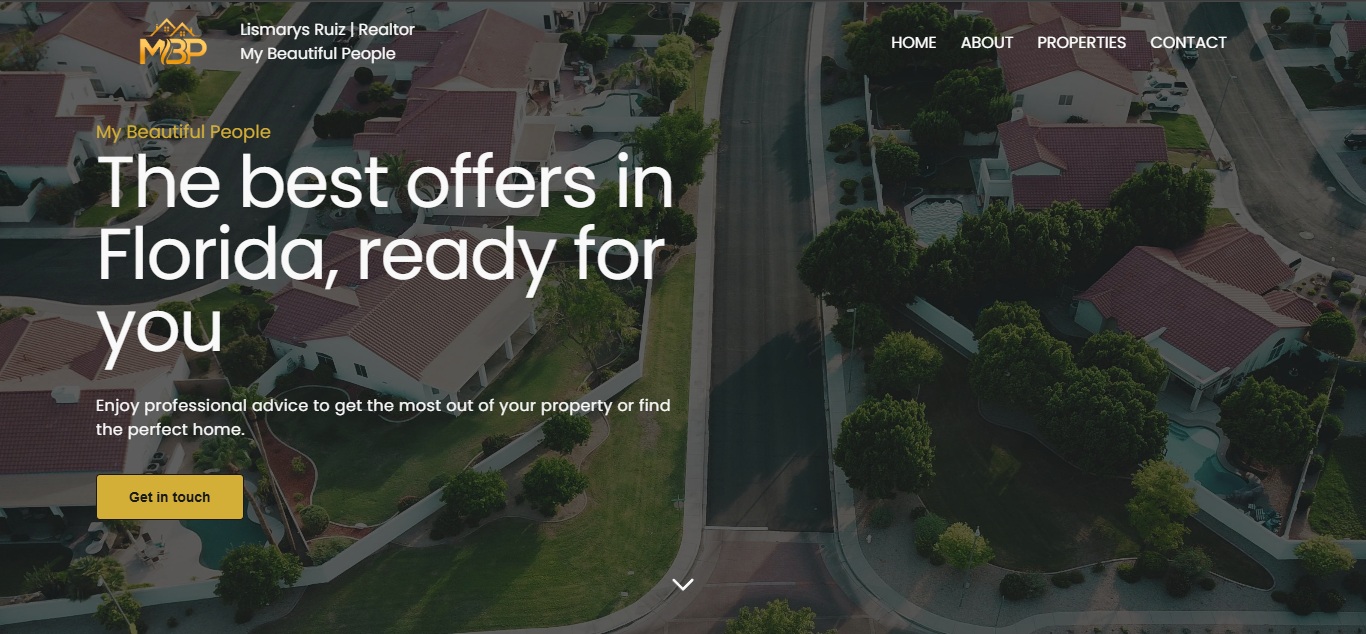 MBP
Lismarys Ruiz | Realtor
My Beautiful People
HOME ABOUT PROPERTIES CONTACT
My Beautiful People
The best offers in
Florida, ready for
you
Enjoy professional advice to get the most out of your property or find
the perfect home.
Get in touch